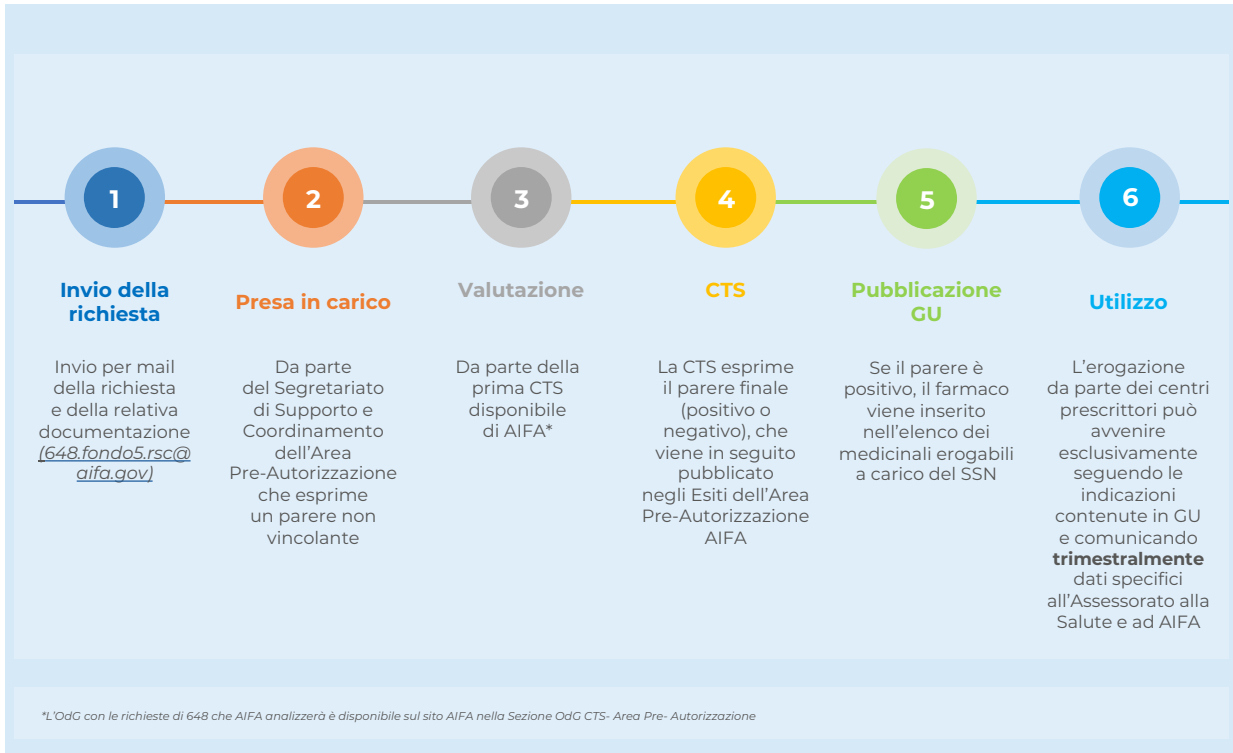 1
Invio della
richiesta
Invio per mail
della richiesta
e della relativa
documentazione
(648.fondo5.rsc@
aifa.gov)
2
Presa in carico
Da parte
del Segretariato
di Supporto e
Coordinamento
dell'Area
Pre-Autorizzazione
che esprime
un parere non
vincolante
3
Valutazione
Da parte della
prima CTS
disponibile
di AIFA*
4
CTS
La CTS esprime
il parere finale
(positivo o
negativo), che
viene in seguito
pubblicato
negli Esiti dell'Area
Pre-Autorizzazione
AIFA
5
Pubblicazione
GU
Se il parere è
positivo, il farmaco
viene inserito
nell'elenco dei
medicinali erogabili
a carico del SSN
6
Utilizzo
L'erogazione
da parte dei centri
prescrittori può
avvenire
esclusivamente
seguendo le
indicazioni
contenute in GU
e comunicando
trimestralmente
dati specifici
all'Assessorato alla
Salute e ad AIFA
*L'OdG con le richieste di 648 che AIFA analizzerà è disponibile sul sito AIFA nella Sezione OdG CTS- Area Pre- Autorizzazione